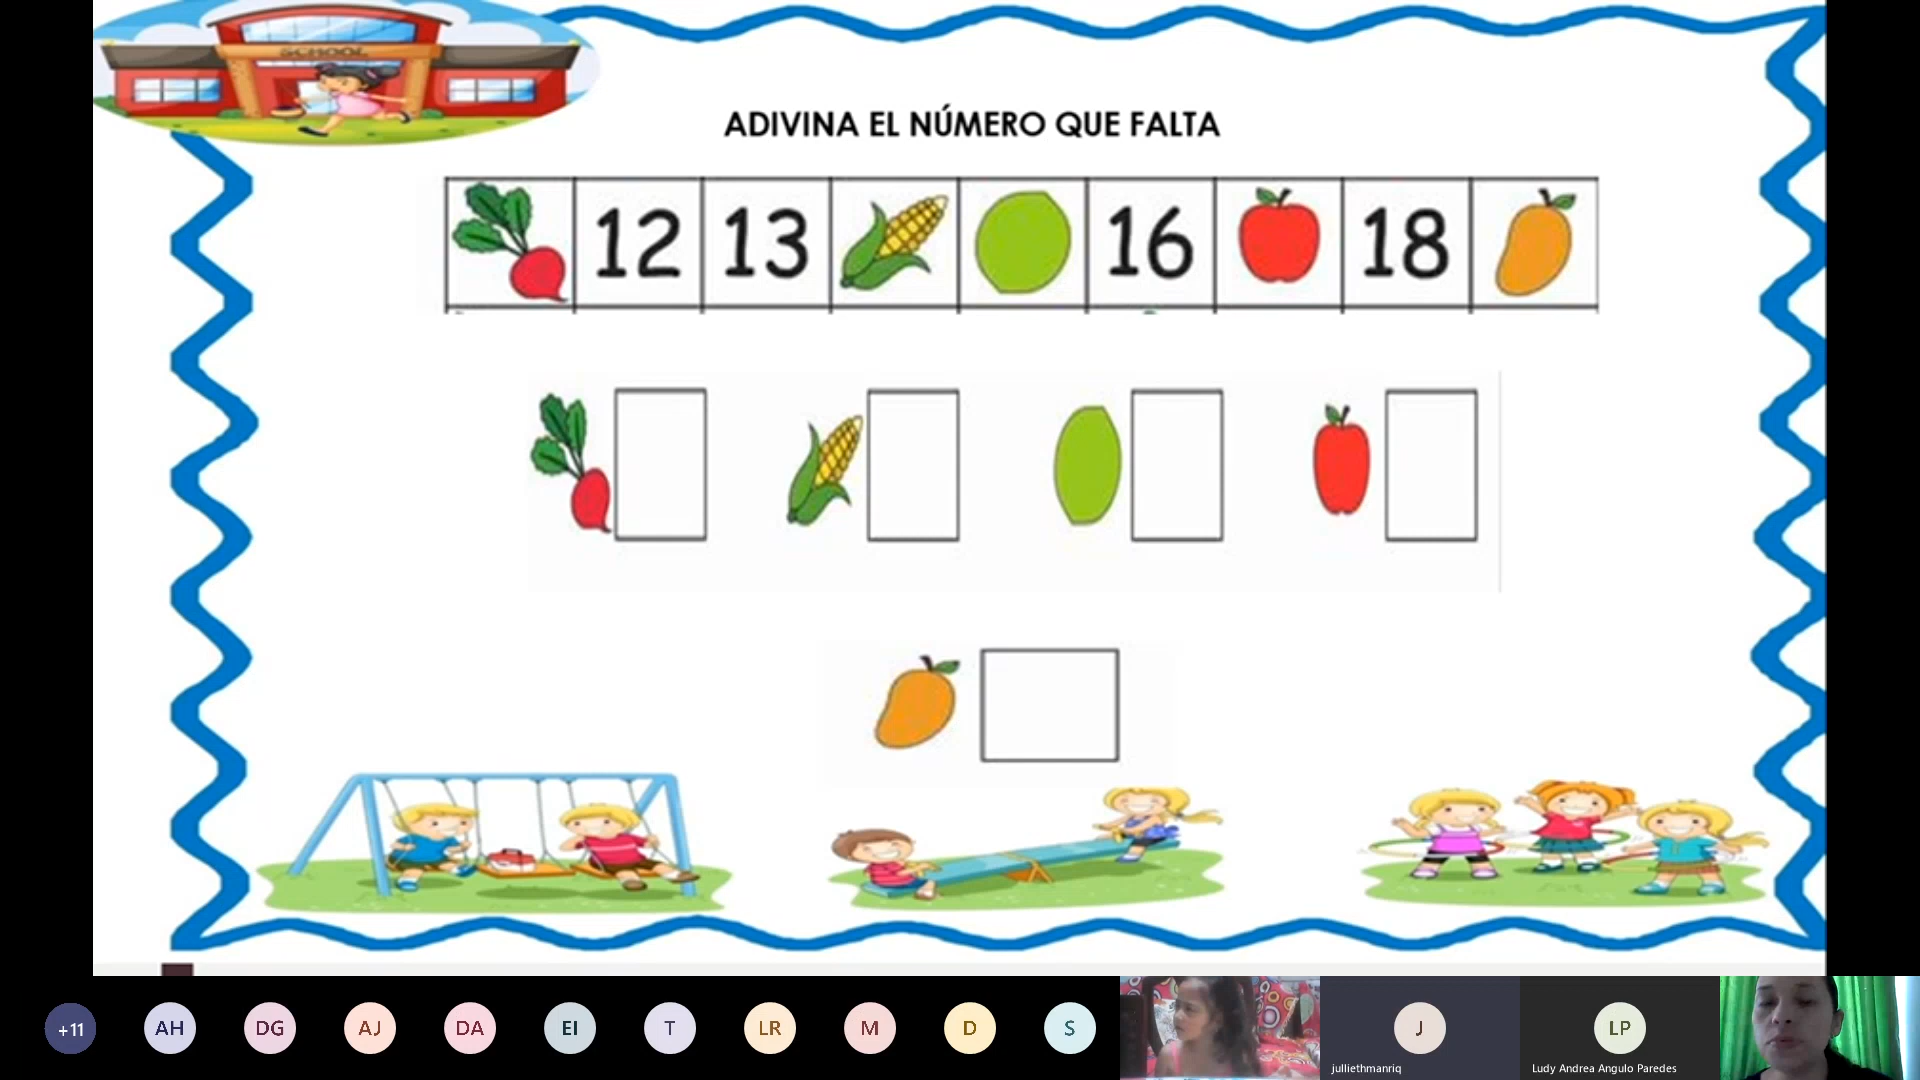 SCHOOL
ADIVINA EL NÚMERO QUE FALTA
12 13 16 18
+11 AH DG AJ DA EI T LR M D S J LP
julliethmanriq Ludy Andrea Angulo Paredes